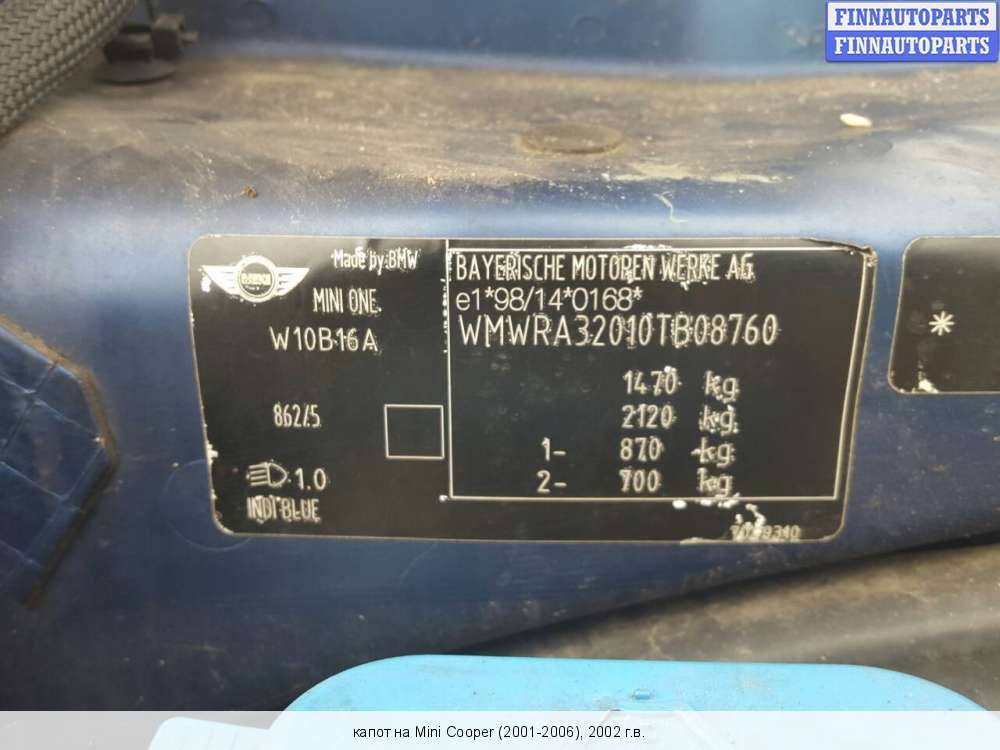 FINNAUTOPARTS
FINNAUTOPARTS
Made by BMW
MINI ONE.
W10B16A
862/5
1.0
INDI BLUE
BAYERISCHE MOTOREN WERKE AG
e1*98/14*0168*
WMWRA32010TB08760
1470 kg
2120 kg
1- 870 kg
2- 700 kg
*
капот на Mini Cooper (2001-2006), 2002 г.в.